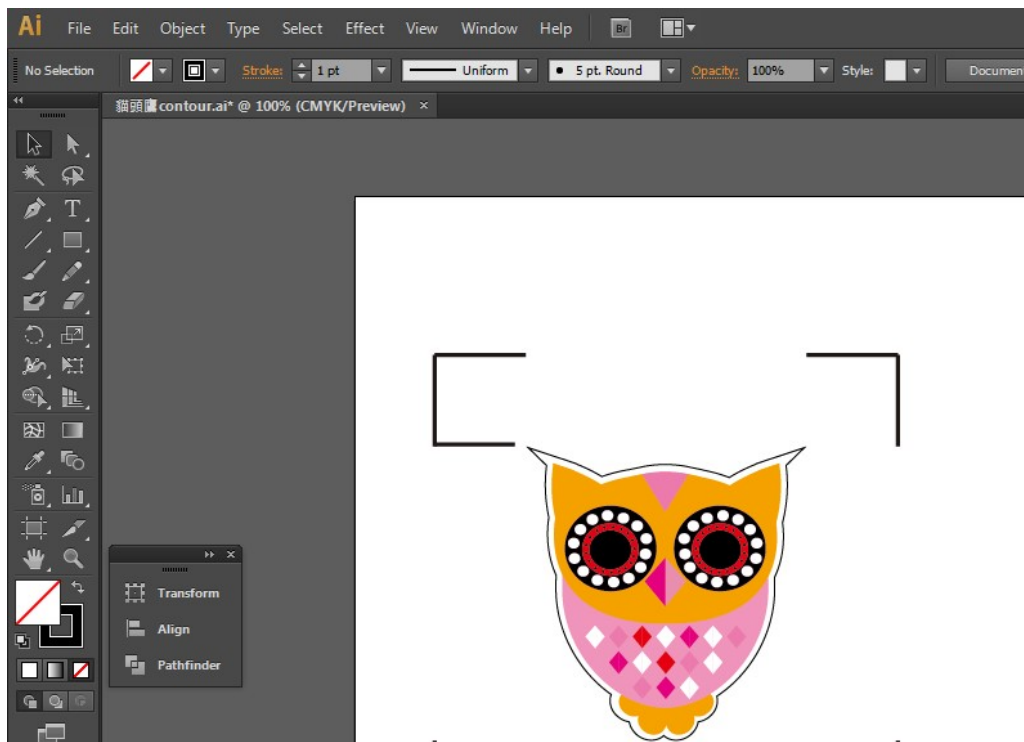 Ai File Edit Object Type Select Effect View Window Help Br
No Selection Stroke: 1 pt Uniform 5 pt. Round Opacity: 100% Style: Documen
貓頭鷹contour.ai* @ 100% (CMYK/Preview) ×
T
Transform
Align
Pathfinder